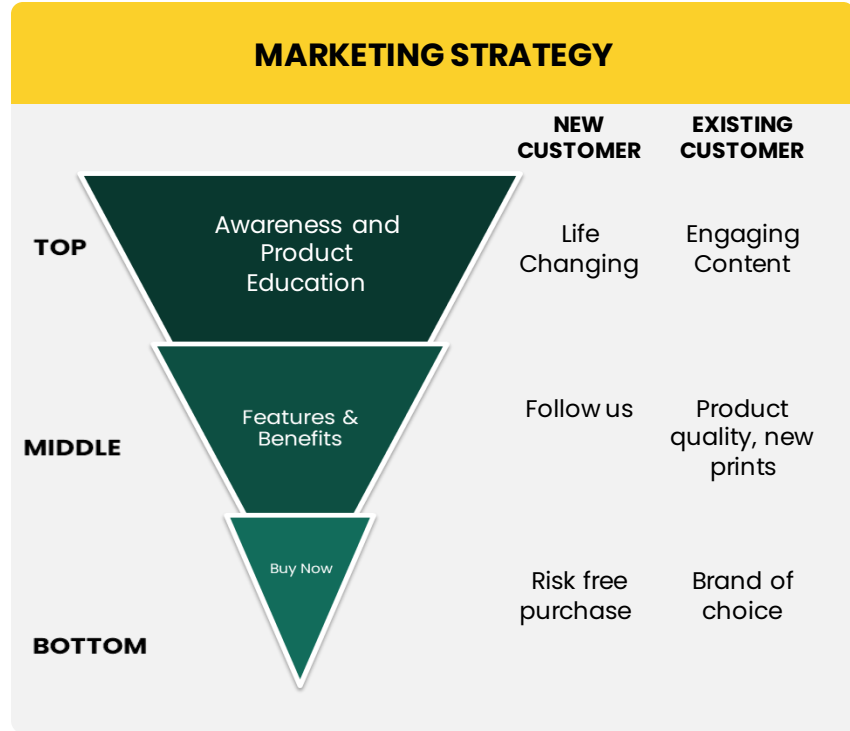 MARKETING STRATEGY
NEW
CUSTOMER
EXISTING
CUSTOMER
TOP
Awareness and
Product
Education
Life
Changing
Engaging
Content
MIDDLE
Features &
Benefits
Follow us
Product
quality, new
prints
BOTTOM
Buy Now
Risk free
purchase
Brand of
choice